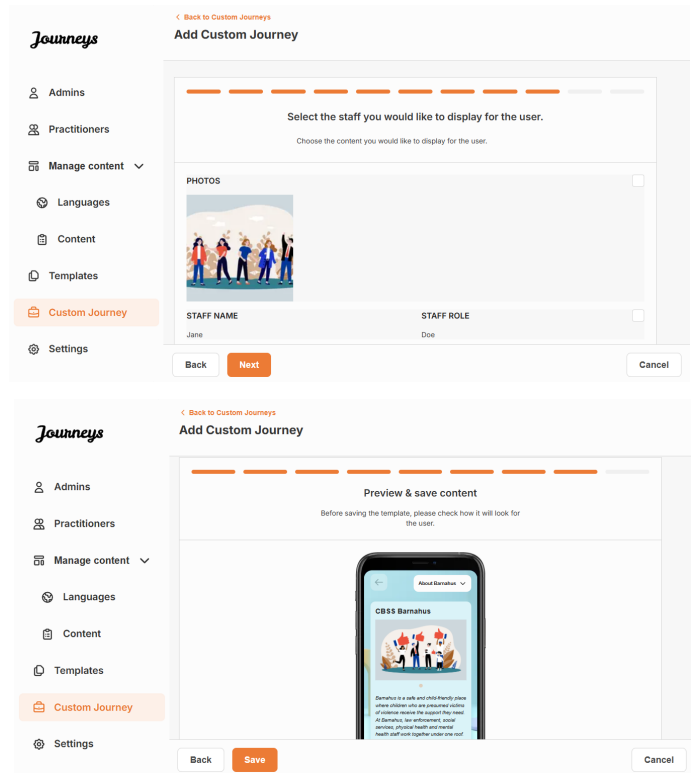 Journeys
Admins
Practitioners
Manage content
Languages
Content
Templates
Custom Journey
Settings
Back to Custom Journeys
Add Custom Journey
Select the staff you would like to display for the user.
Choose the content you would like to display for the user.
PHOTOS
STAFF NAME STAFF ROLE
Jane Doe
Back Next Cancel
Journeys
Admins
Practitioners
Manage content
Languages
Content
Templates
Custom Journey
Settings
Back to Custom Journeys
Add Custom Journey
Preview & save content
Before saving the template, please check how it will look for
the user.
About Barnahus
CBSS Barnahus
Barnahus is a safe and child-friendly place
where children who are presumed victims
of violence receive the support they need.
At Barnahus, law enforcement, social
services, physical health and mental
health staff work together under one roof.
Back Save Cancel